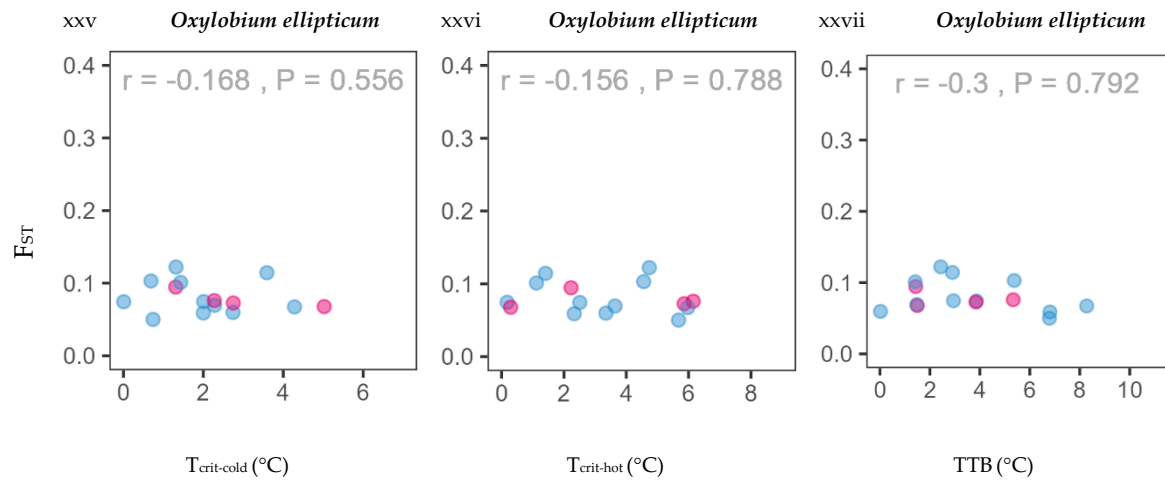 xxv Oxylobium ellipticum xxvi Oxylobium ellipticum xxvii Oxylobium ellipticum
r = -0.168 , P = 0.556 r = -0.156 , P = 0.788 r = -0.3 , P = 0.792
0.4 0.4 0.4
0.3 0.3 0.3
0.2 0.2 0.2
FST
0.1 0.1 0.1
0.0 0.0 0.0
0 2 4 6 0 2 4 6 8 0 2 4 6 8 10
Tcrit-cold (°C) Tcrit-hot (°C) TTB (°C)